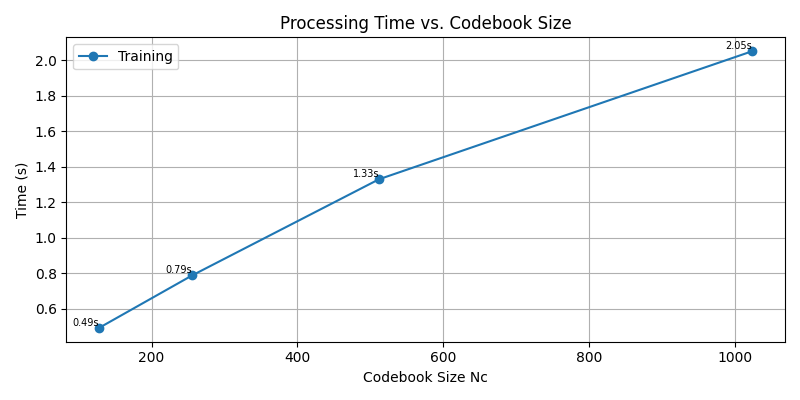 Processing Time vs. Codebook Size
Training
2.05s
1.33s
0.79s
0.49s
Time (s)
2.0
1.8
1.6
1.4
1.2
1.0
0.8
0.6
200
400
600
800
1000
Codebook Size Nc